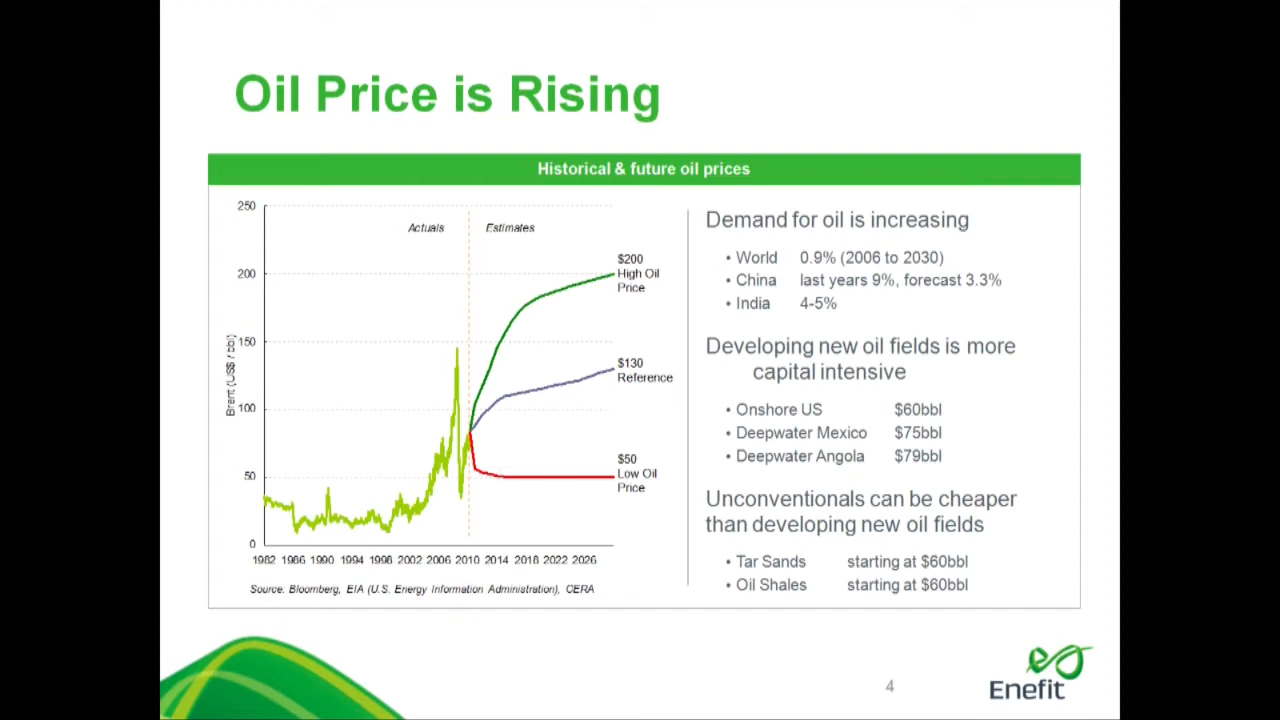 Oil Price is Rising
Historical & future oil prices
250
200
150
100
50
0
Brent (US$ / bbl)
Actuals
Estimates
$200
High Oil
Price
$130
Reference
$50
Low Oil
Price
1982 1986 1990 1994 1998 2002 2006 2010 2014 2018 2022 2026
Source: Bloomberg, EIA (U.S. Energy Information Administration), CERA
Demand for oil is increasing
• World 0.9% (2006 to 2030)
• China last years 9%, forecast 3.3%
• India 4-5%
Developing new oil fields is more
capital intensive
• Onshore US $60bbl
• Deepwater Mexico $75bbl
• Deepwater Angola $79bbl
Unconventionals can be cheaper
than developing new oil fields
• Tar Sands starting at $60bbl
• Oil Shales starting at $60bbl
4
Enefit